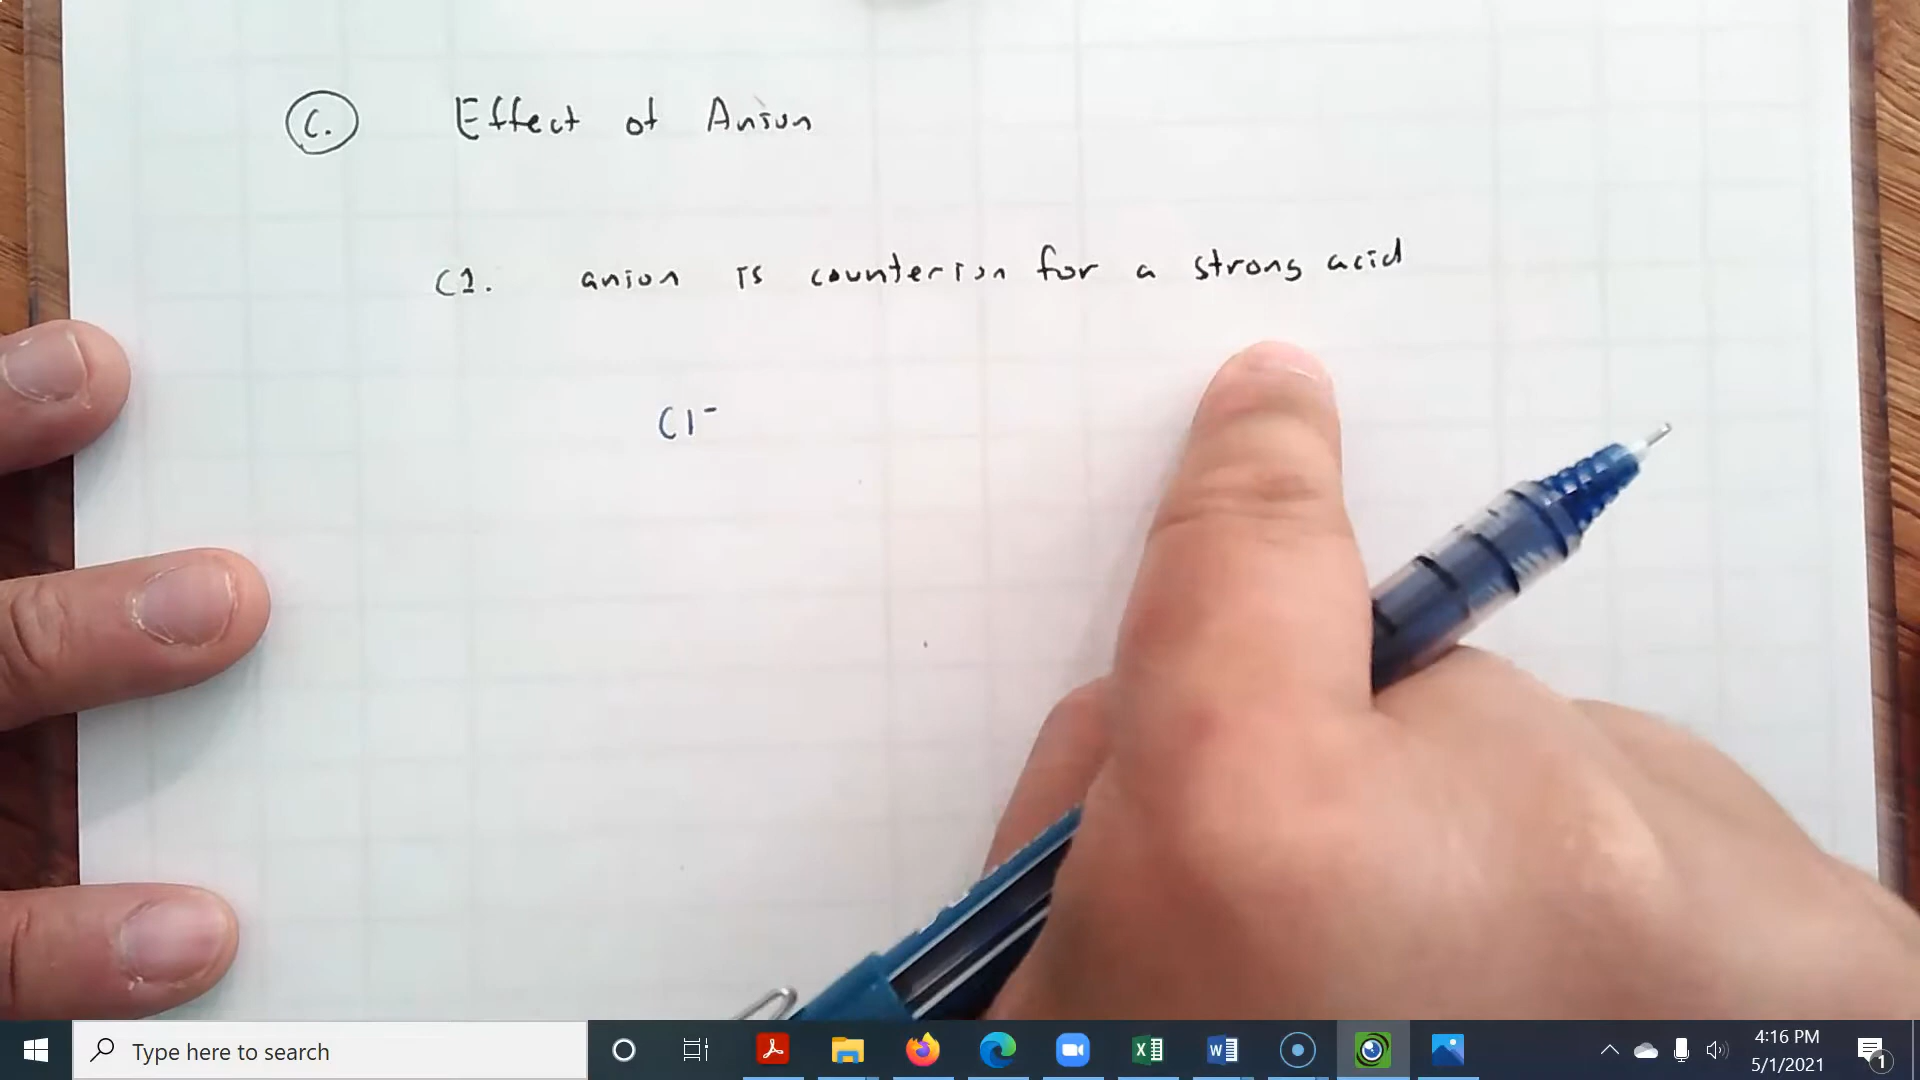 C. Effect of Anion
C1. anion is counterion for a strong acid
Cl⁻
Type here to search
4:16 PM
5/1/2021
1